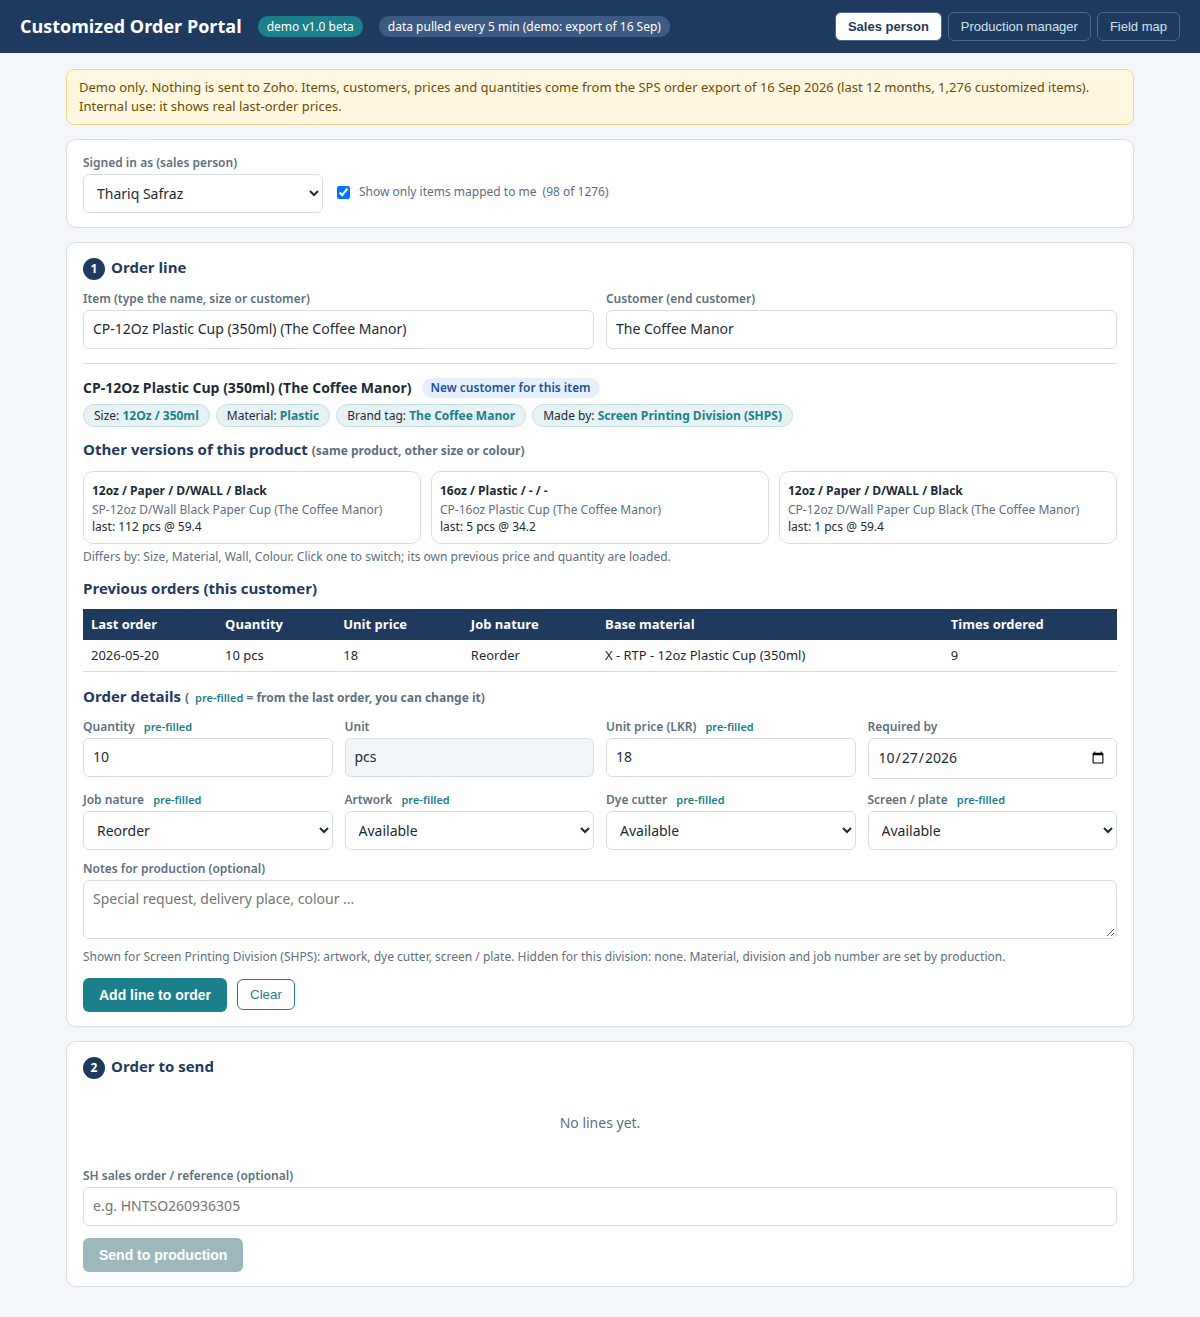 Customized Order Portal demo v1.0 beta data pulled every 5 min (demo: export of 16 Sep) Sales person Production manager Field map
Demo only. Nothing is sent to Zoho. Items, customers, prices and quantities come from the SPS order export of 16 Sep 2026 (last 12 months, 1,276 customized items).
Internal use: it shows real last-order prices.
Signed in as (sales person)
Thariq Safraz Show only items mapped to me (98 of 1276)
1 Order line
Item (type the name, size or customer) Customer (end customer)
CP-12Oz Plastic Cup (350ml) (The Coffee Manor) The Coffee Manor
CP-12Oz Plastic Cup (350ml) (The Coffee Manor) New customer for this item
Size: 12Oz / 350ml Material: Plastic Brand tag: The Coffee Manor Made by: Screen Printing Division (SHPS)
Other versions of this product (same product, other size or colour)
12oz / Paper / D/WALL / Black 16oz / Plastic / - / - 12oz / Paper / D/WALL / Black
SP-12oz D/Wall Black Paper Cup (The Coffee Manor) CP-16oz Plastic Cup (The Coffee Manor) CP-12oz D/Wall Paper Cup Black (The Coffee Manor)
last: 112 pcs @ 59.4 last: 5 pcs @ 34.2 last: 1 pcs @ 59.4
Differs by: Size, Material, Wall, Colour. Click one to switch; its own previous price and quantity are loaded.
Previous orders (this customer)
Last order Quantity Unit price Job nature Base material Times ordered
2026-05-20 10 pcs 18 Reorder X - RTP - 12oz Plastic Cup (350ml) 9
Order details ( pre-filled = from the last order, you can change it)
Quantity pre-filled Unit Unit price (LKR) pre-filled Required by
10 pcs 18 10/27/2026
Job nature pre-filled Artwork pre-filled Dye cutter pre-filled Screen / plate pre-filled
Reorder Available Available Available
Notes for production (optional)
Special request, delivery place, colour ...
Shown for Screen Printing Division (SHPS): artwork, dye cutter, screen / plate. Hidden for this division: none. Material, division and job number are set by production.
Add line to order Clear
2 Order to send
No lines yet.
SH sales order / reference (optional)
e.g. HNTSO260936305
Send to production